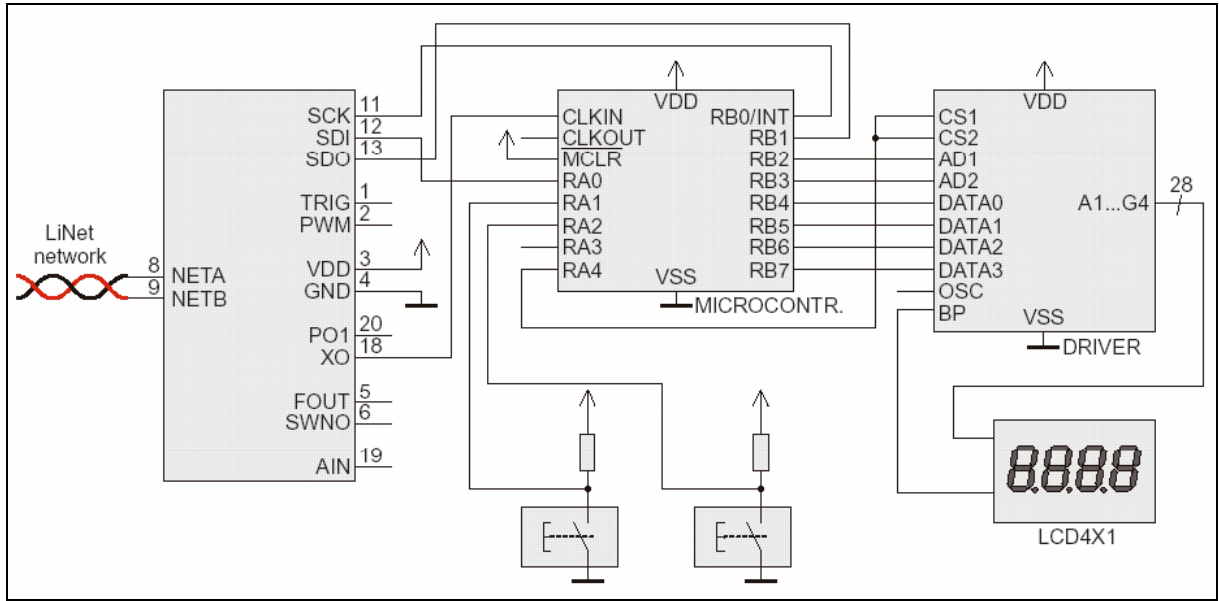 LiNet
network
8 NETA
9 NETB
SCK 11
SDI 12
SDO 13
TRIG 1
PWM 2
VDD 3
GND 4
PO1 20
XO 18
FOUT 5
SWNO 6
AIN 19
VDD
CLKIN
CLKOUT
MCLR
RA0
RA1
RA2
RA3
RA4
RB0/INT
RB1
RB2
RB3
RB4
RB5
RB6
RB7
VSS
MICROCONTR.
VDD
CS1
CS2
AD1
AD2
DATA0
DATA1
DATA2
DATA3
OSC
BP
A1...G4
28
VSS
DRIVER
8.8.8.8
LCD4X1